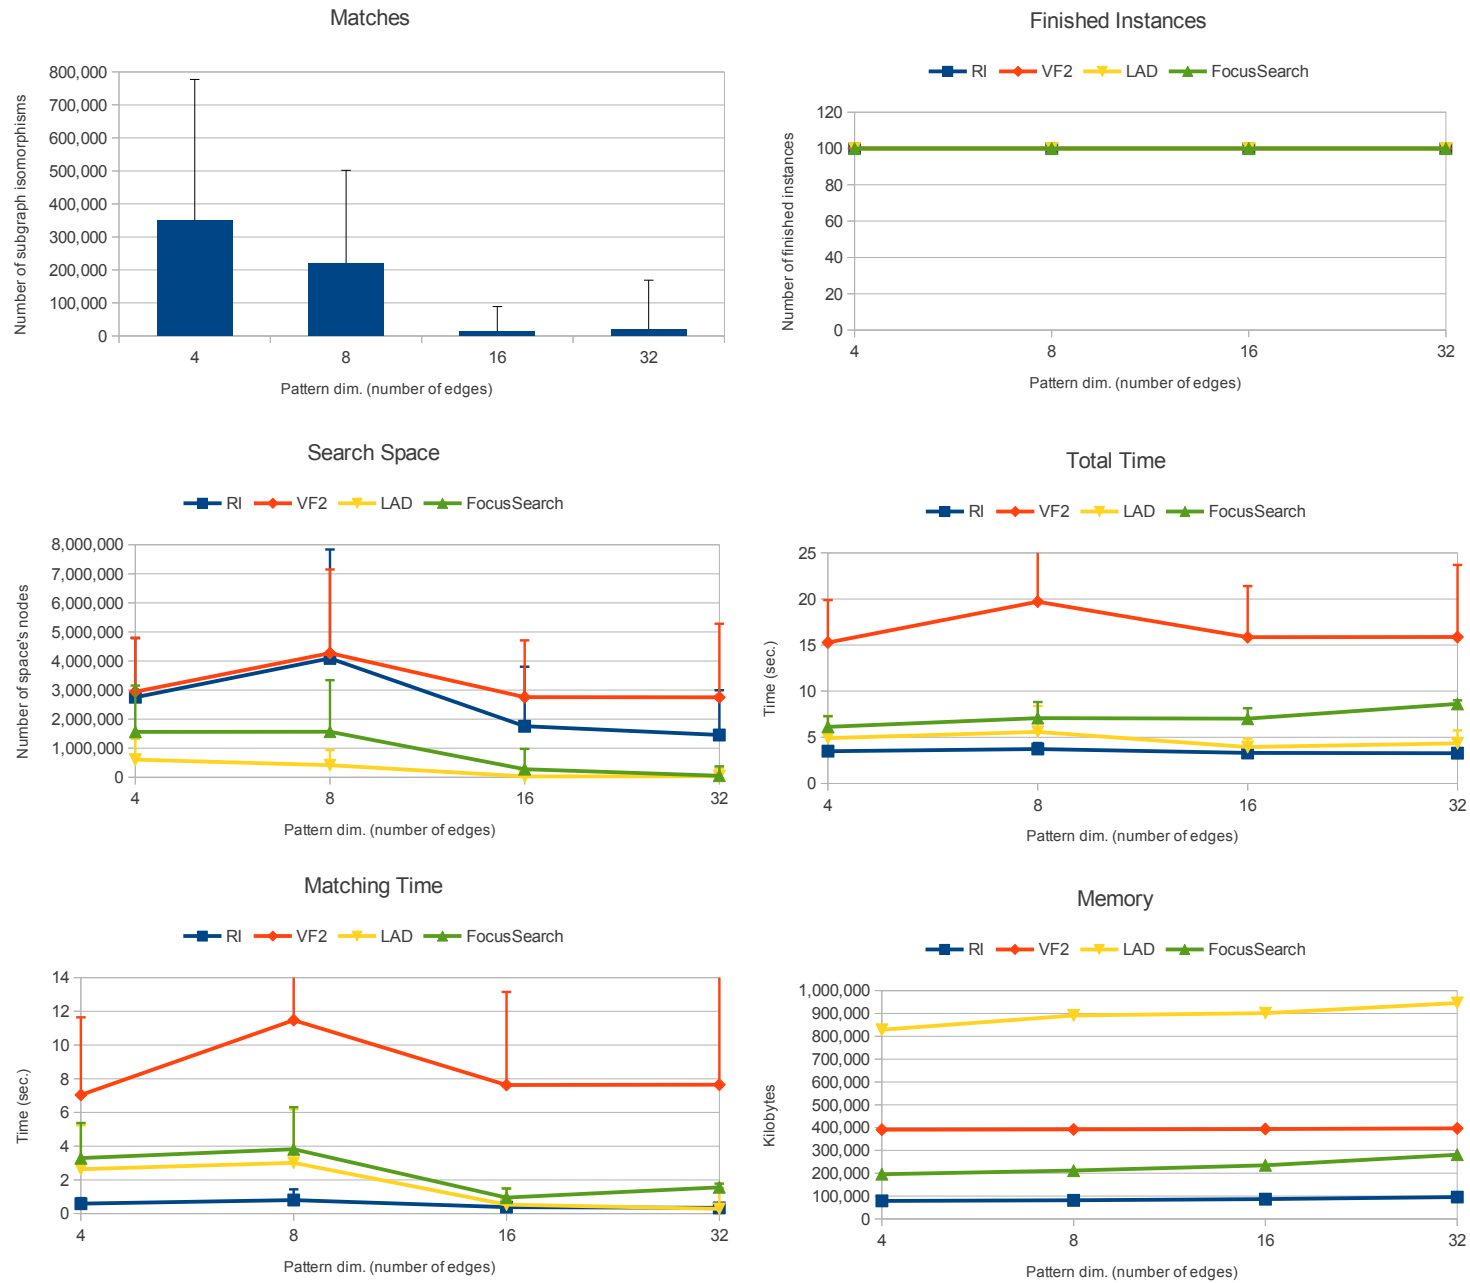 Matches
800,000
700,000
600,000
500,000
400,000
300,000
200,000
100,000
0
Number of subgraph isomorphisms
4 8 16 32
Pattern dim. (number of edges)
Finished Instances
RI VF2 LAD FocusSearch
120
100
80
60
40
20
0
Number of finished instances
4 8 16 32
Pattern dim. (number of edges)
Search Space
RI VF2 LAD FocusSearch
8,000,000
7,000,000
6,000,000
5,000,000
4,000,000
3,000,000
2,000,000
1,000,000
0
Number of space's nodes
4 8 16 32
Pattern dim. (number of edges)
Total Time
RI VF2 LAD FocusSearch
25
20
15
10
5
0
Time (sec.)
4 8 16 32
Pattern dim. (number of edges)
Matching Time
RI VF2 LAD FocusSearch
14
12
10
8
6
4
2
0
Time (sec.)
4 8 16 32
Pattern dim. (number of edges)
Memory
RI VF2 LAD FocusSearch
1,000,000
900,000
800,000
700,000
600,000
500,000
400,000
300,000
200,000
100,000
0
Kilobytes
4 8 16 32
Pattern dim. (number of edges)